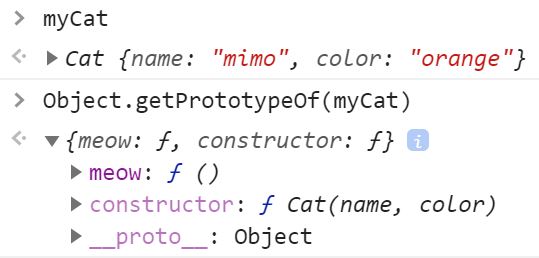 > myCat
<· ▶ Cat {name: "mimo", color: "orange"}
> Object.getPrototypeOf(myCat)
<· ▼ {meow: ƒ, constructor: ƒ} i
▶ meow: ƒ ()
▶ constructor: ƒ Cat(name, color)
▶ __proto__: Object